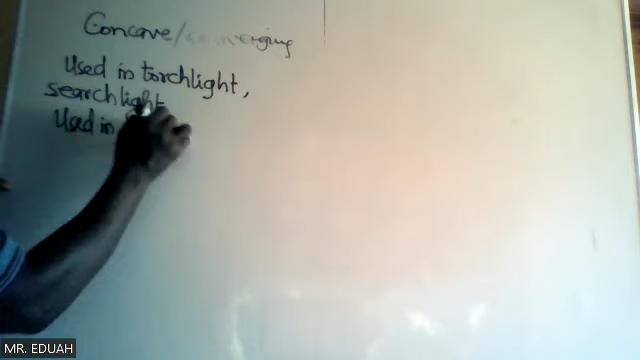 Concave/converging
Used in torchlight,
searchlight
Used in
MR. EDUAH